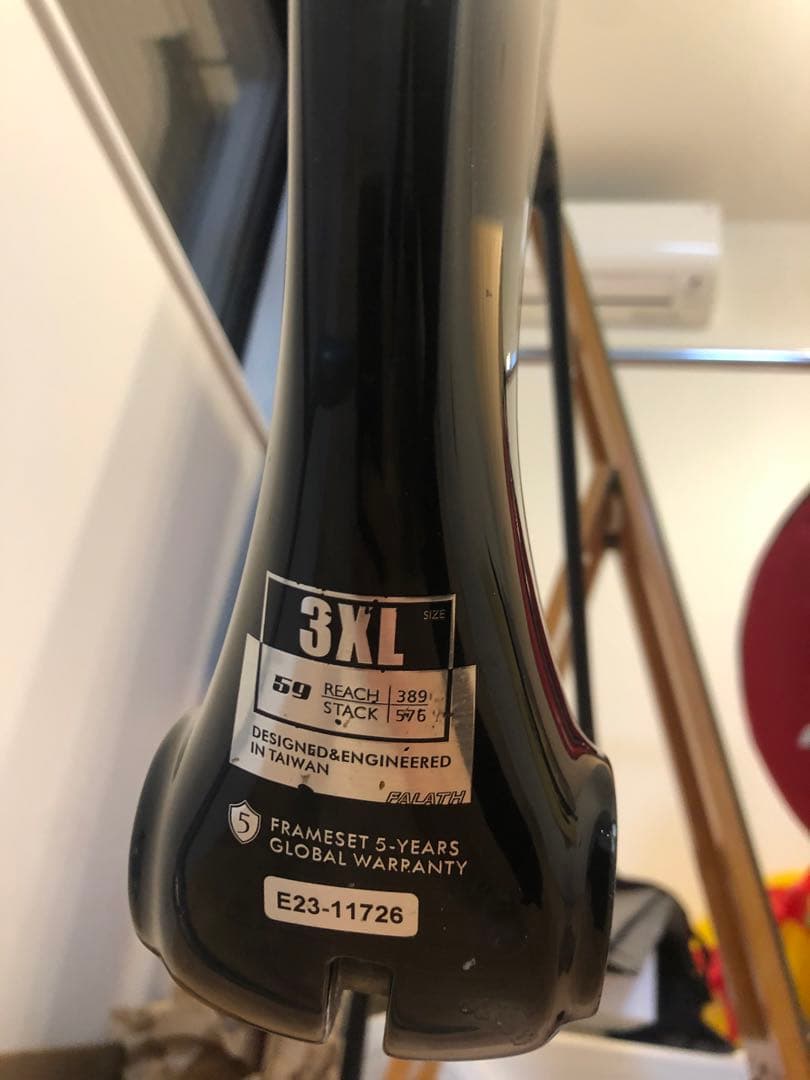 3XL SIZE
59 REACH 389
STACK 576
DESIGNED&ENGINEERED
IN TAIWAN
FALATH
5 FRAMESET 5-YEARS
GLOBAL WARRANTY
E23-11726